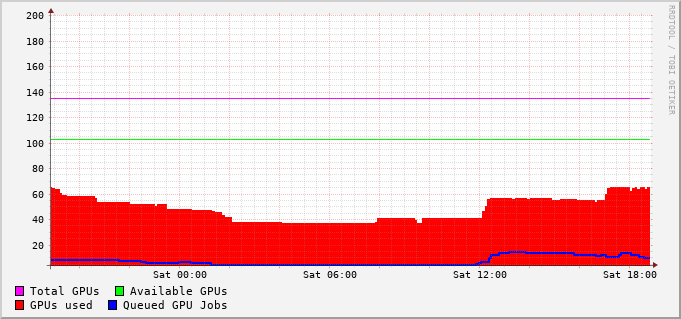 200
180
160
140
120
100
80
60
40
20
Sat 00:00 Sat 06:00 Sat 12:00 Sat 18:00
Total GPUs Available GPUs
GPUs used Queued GPU Jobs
RRDTOOL / TOBI OETIKER